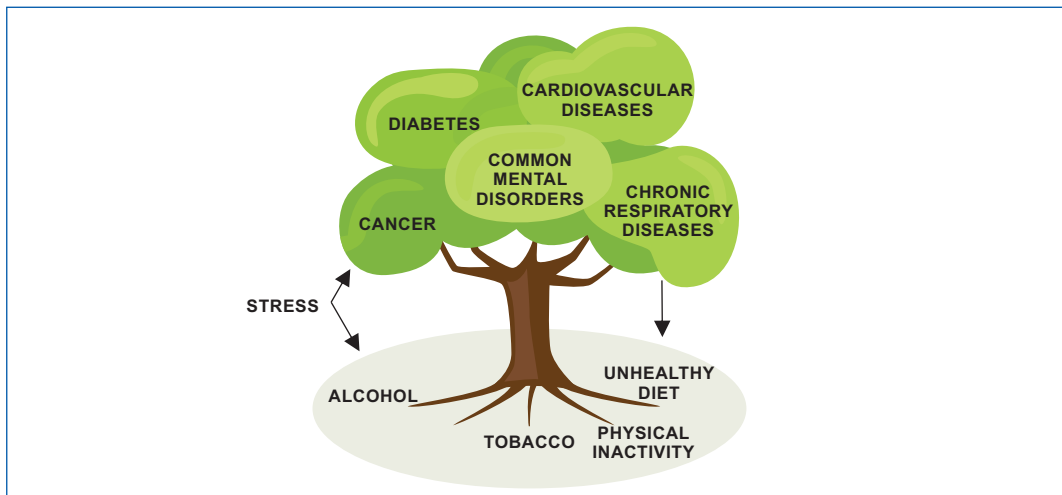 CARDIOVASCULAR
DISEASES
DIABETES
COMMON
MENTAL
DISORDERS
CHRONIC
RESPIRATORY
DISEASES
CANCER
STRESS
UNHEALTHY
DIET
ALCOHOL
TOBACCO
PHYSICAL
INACTIVITY